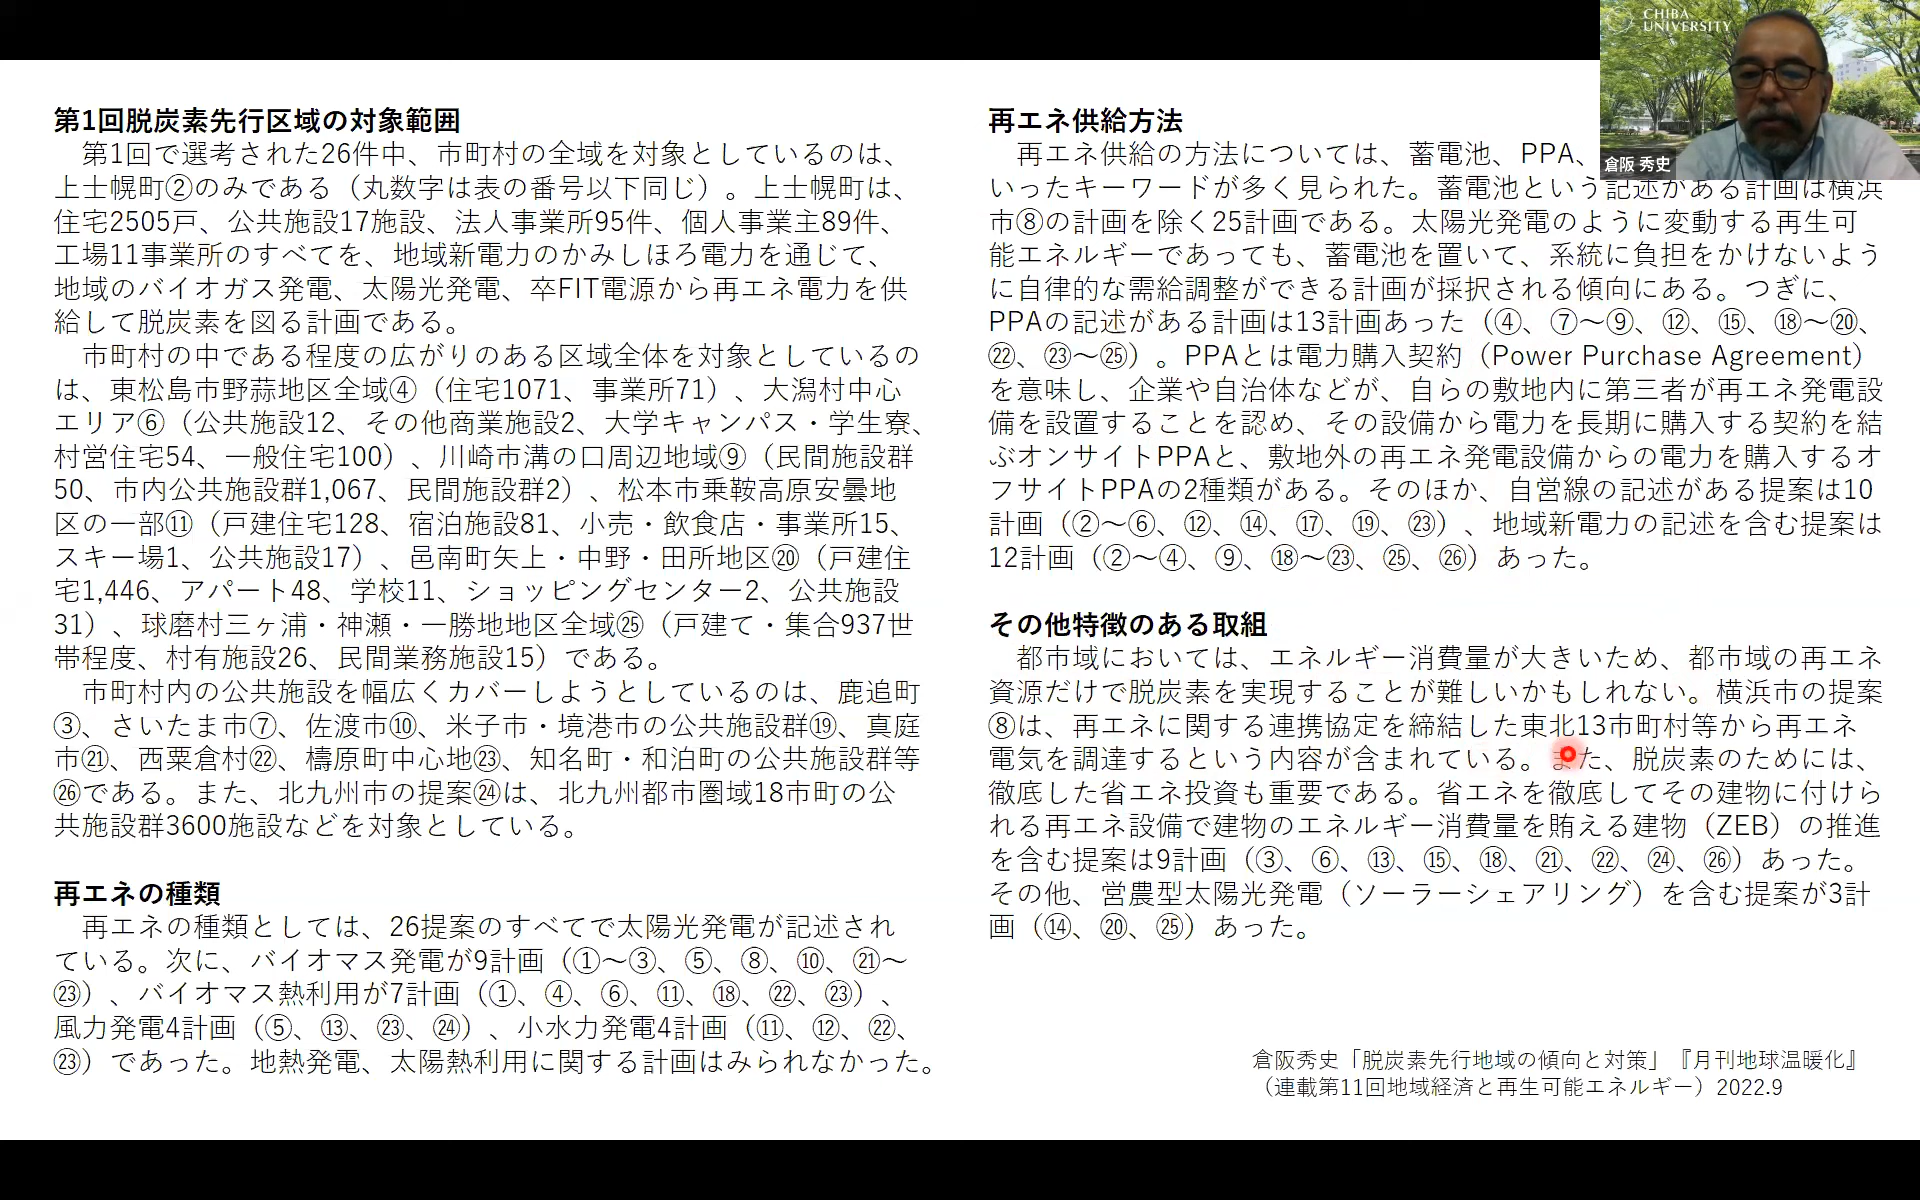 第1回脱炭素先行区域の対象範囲
第1回で選考された26件中、市町村の全域を対象としているのは、
上士幌町②のみである（丸数字は表の番号以下同じ）。上士幌町は、
住宅2505戸、公共施設17施設、法人事業所95件、個人事業主89件、
工場11事業所のすべてを、地域新電力のかみしほろ電力を通じて、
地域のバイオガス発電、太陽光発電、卒FIT電源から再エネ電力を供
給して脱炭素を図る計画である。
市町村の中である程度の広がりのある区域全体を対象としているの
は、東松島市野蒜地区全域④（住宅1071、事業所71）、大潟村中心
エリア⑥（公共施設12、その他商業施設2、大学キャンパス・学生寮、
村営住宅54、一般住宅100）、川崎市溝の口周辺地域⑨（民間施設群
50、市内公共施設群1,067、民間施設群2）、松本市乗鞍高原安曇地
区の一部⑪（戸建住宅128、宿泊施設81、小売・飲食店・事業所15、
スキー場1、公共施設17）、邑南町矢上・中野・田所地区⑳（戸建住
宅1,446、アパート48、学校11、ショッピングセンター2、公共施設
31）、球磨村三ヶ浦・神瀬・一勝地地区全域㉕（戸建て・集合937世
帯程度、村有施設26、民間業務施設15）である。
市町村内の公共施設を幅広くカバーしようとしているのは、鹿追町
③、さいたま市⑦、佐渡市⑩、米子市・境港市の公共施設群⑲、真庭
市㉑、西粟倉村㉒、檮原町中心地㉓、知名町・和泊町の公共施設群等
㉖である。また、北九州市の提案㉔は、北九州都市圏域18市町の公
共施設群3600施設などを対象としている。
再エネの種類
再エネの種類としては、26提案のすべてで太陽光発電が記述され
ている。次に、バイオマス発電が9計画（①～③、⑤、⑧、⑩、㉑～
㉓）、バイオマス熱利用が7計画（①、④、⑥、⑪、⑱、㉒、㉓）、
風力発電4計画（⑤、⑬、㉓、㉔）、小水力発電4計画（⑪、⑫、㉒、
㉓）であった。地熱発電、太陽熱利用に関する計画はみられなかった。
再エネ供給方法
再エネ供給の方法については、蓄電池、PPA、
いったキーワードが多く見られた。蓄電池という記述がある計画は横浜
市⑧の計画を除く25計画である。太陽光発電のように変動する再生可
能エネルギーであっても、蓄電池を置いて、系統に負担をかけないよう
に自律的な需給調整ができる計画が採択される傾向にある。つぎに、
PPAの記述がある計画は13計画あった（④、⑦～⑨、⑫、⑮、⑱～⑳、
㉒、㉓～㉕）。PPAとは電力購入契約（Power Purchase Agreement）
を意味し、企業や自治体などが、自らの敷地内に第三者が再エネ発電設
備を設置することを認め、その設備から電力を長期に購入する契約を結
ぶオンサイトPPAと、敷地外の再エネ発電設備からの電力を購入するオ
フサイトPPAの2種類がある。そのほか、自営線の記述がある提案は10
計画（②～⑥、⑫、⑭、⑰、⑲、㉓）、地域新電力の記述を含む提案は
12計画（②～④、⑨、⑱～㉓、㉕、㉖）あった。
その他特徴のある取組
都市域においては、エネルギー消費量が大きいため、都市域の再エネ
資源だけで脱炭素を実現することが難しいかもしれない。横浜市の提案
⑧は、再エネに関する連携協定を締結した東北13市町村等から再エネ
電気を調達するという内容が含まれている。また、脱炭素のためには、
徹底した省エネ投資も重要である。省エネを徹底してその建物に付けら
れる再エネ設備で建物のエネルギー消費量を賄える建物（ZEB）の推進
を含む提案は9計画（③、⑥、⑬、⑮、⑱、㉑、㉒、㉔、㉖）あった。
その他、営農型太陽光発電（ソーラーシェアリング）を含む提案が3計
画（⑭、⑳、㉕）あった。
倉阪秀史「脱炭素先行地域の傾向と対策」『月刊地球温暖化』
（連載第11回地域経済と再生可能エネルギー）2022.9
CHIBA
UNIVERSITY
倉阪 秀史